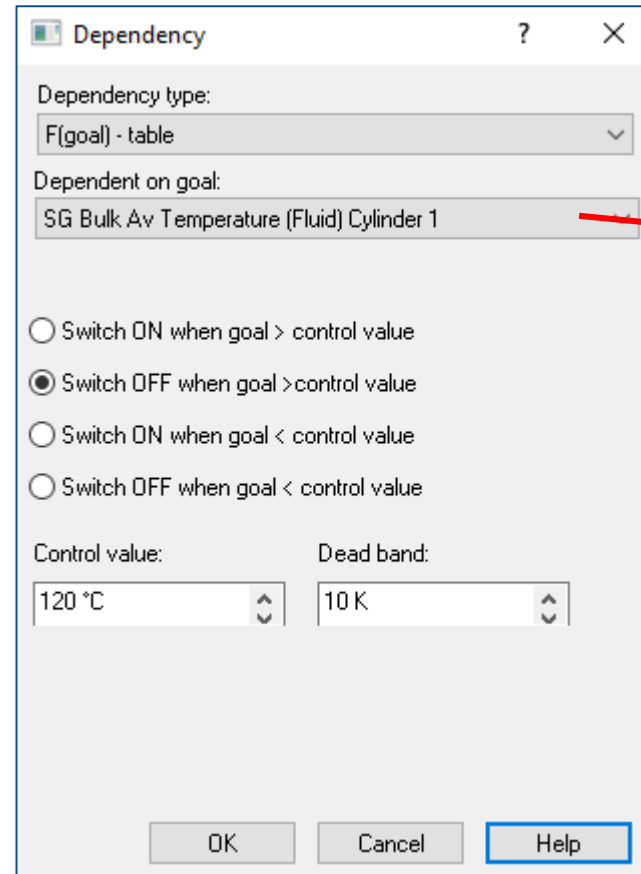 Dependency ?
Dependency type:
F(goal) - table
Dependent on goal:
SG Bulk Av Temperature (Fluid) Cylinder 1
Switch ON when goal > control value
Switch OFF when goal >control value
Switch ON when goal < control value
Switch OFF when goal < control value
Control value: Dead band:
120 °C 10 K
OK Cancel Help